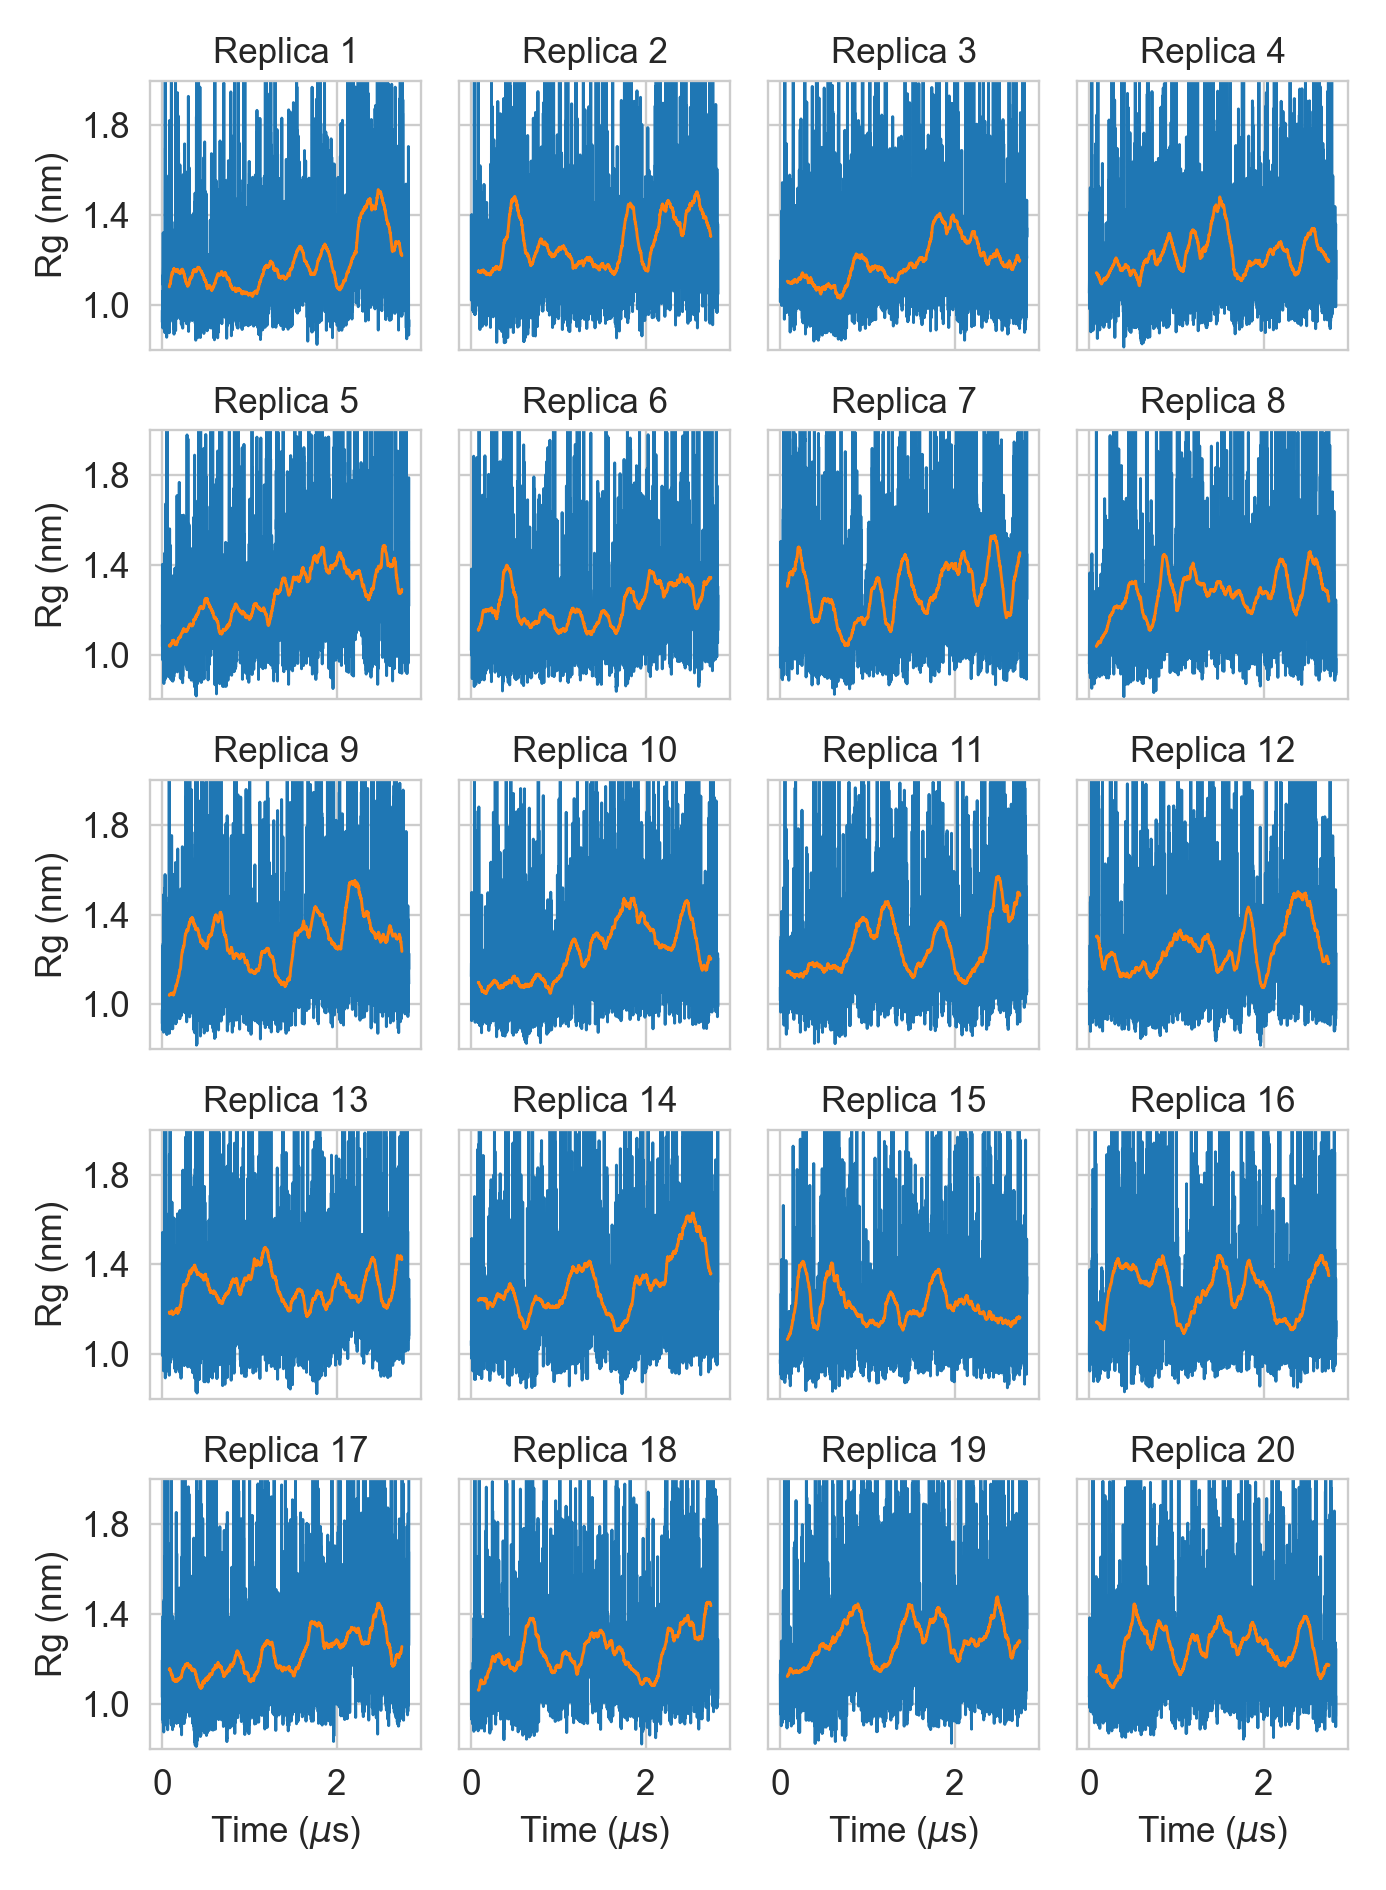 Replica 1 Replica 2 Replica 3 Replica 4
1.8
1.4
1.0
Rg (nm)
Replica 5 Replica 6 Replica 7 Replica 8
1.8
1.4
1.0
Rg (nm)
Replica 9 Replica 10 Replica 11 Replica 12
1.8
1.4
1.0
Rg (nm)
Replica 13 Replica 14 Replica 15 Replica 16
1.8
1.4
1.0
Rg (nm)
Replica 17 Replica 18 Replica 19 Replica 20
1.8
1.4
1.0
Rg (nm)
0 2 0 2 0 2 0 2
Time (μs) Time (μs) Time (μs) Time (μs)